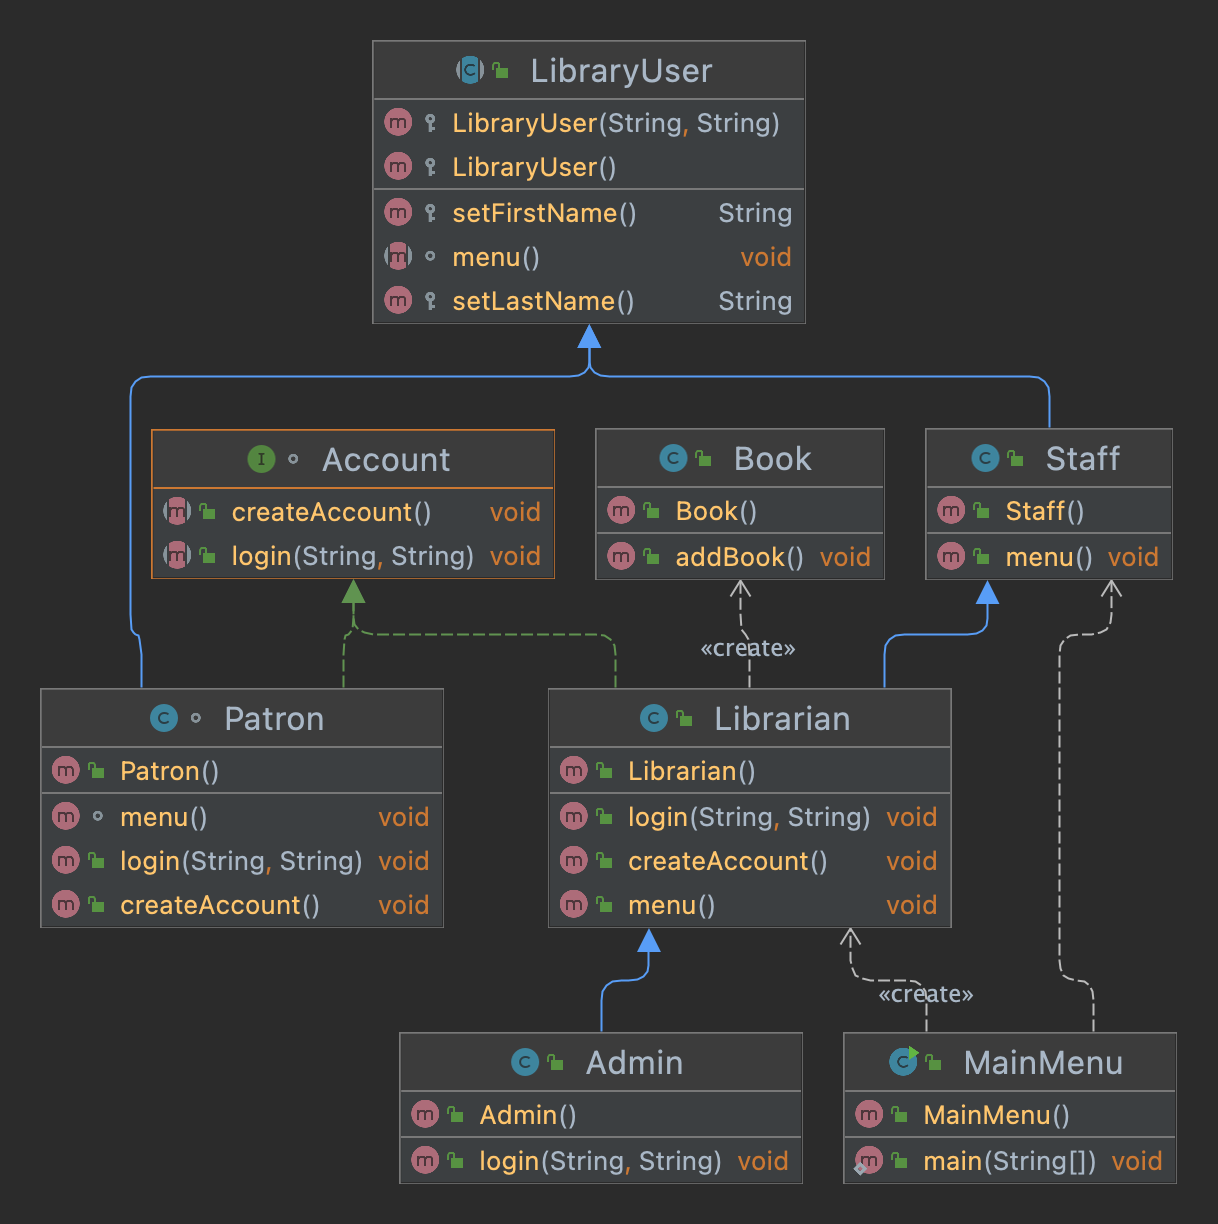 LibraryUser
LibraryUser(String, String)
LibraryUser()
setFirstName() String
menu() void
setLastName() String
Account
createAccount() void
login(String, String) void
Book
Book()
addBook() void
Staff
Staff()
menu() void
«create»
Patron
Patron()
menu() void
login(String, String) void
createAccount() void
Librarian
Librarian()
login(String, String) void
createAccount() void
menu() void
«create»
Admin
Admin()
login(String, String) void
MainMenu
MainMenu()
main(String[]) void